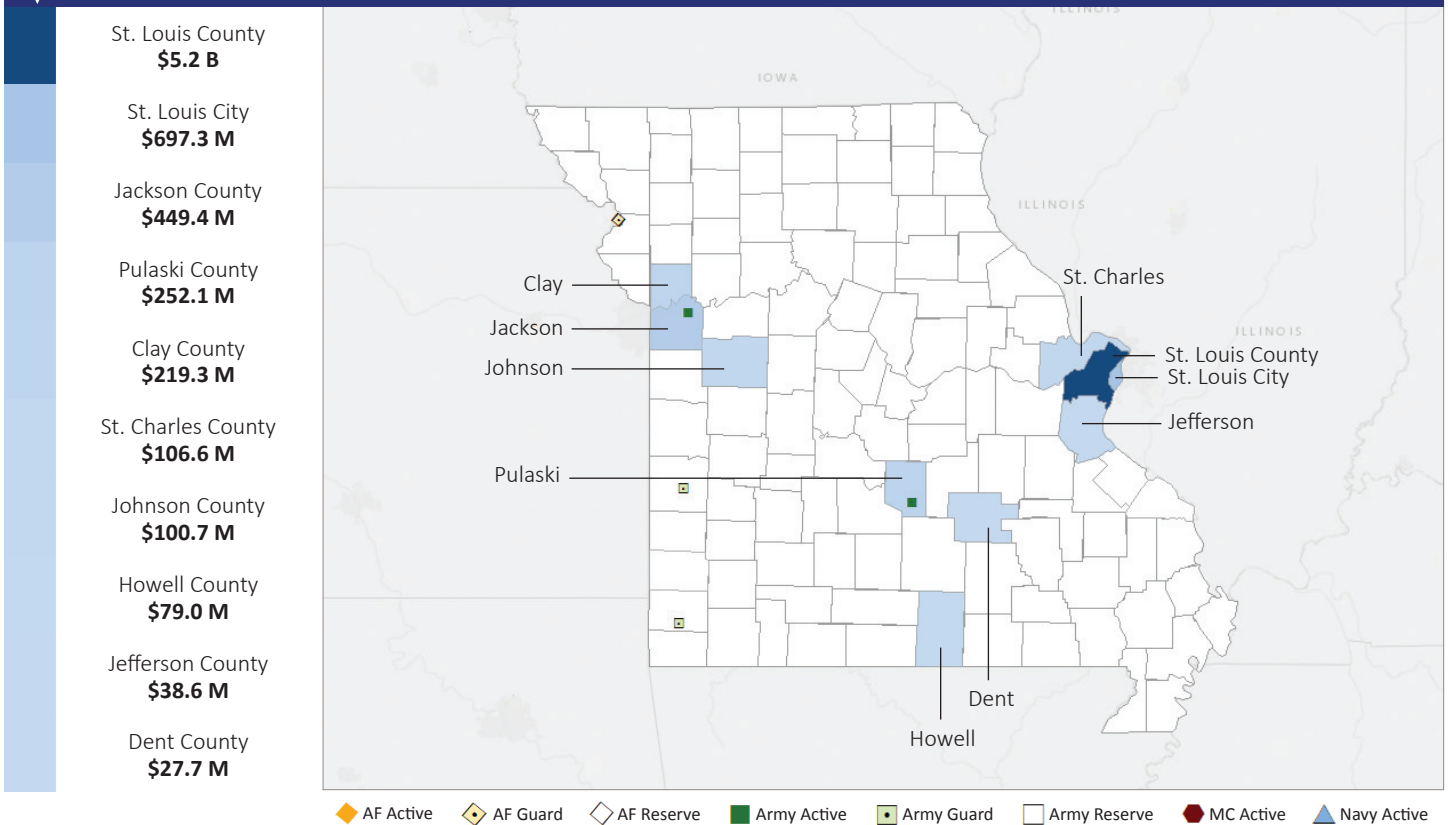 St. Louis County
$5.2 B
St. Louis City
$697.3 M
Jackson County
$449.4 M
Pulaski County
$252.1 M
Clay County
$219.3 M
St. Charles County
$106.6 M
Johnson County
$100.7 M
Howell County
$79.0 M
Jefferson County
$38.6 M
Dent County
$27.7 M
ILLINOIS
IOWA
ILLINOIS
ILLINOIS
Clay
Jackson
Johnson
Pulaski
St. Charles
St. Louis County
St. Louis City
Jefferson
Dent
Howell
AF Active AF Guard AF Reserve Army Active Army Guard Army Reserve MC Active Navy Active